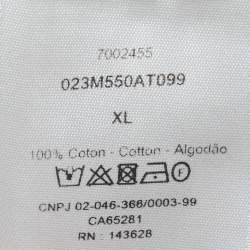 7002455
023M550AT099
XL
100% Coton - Cotton - Algodão
CNPJ 02-046-366/0003-99
CA65281
RN : 143628